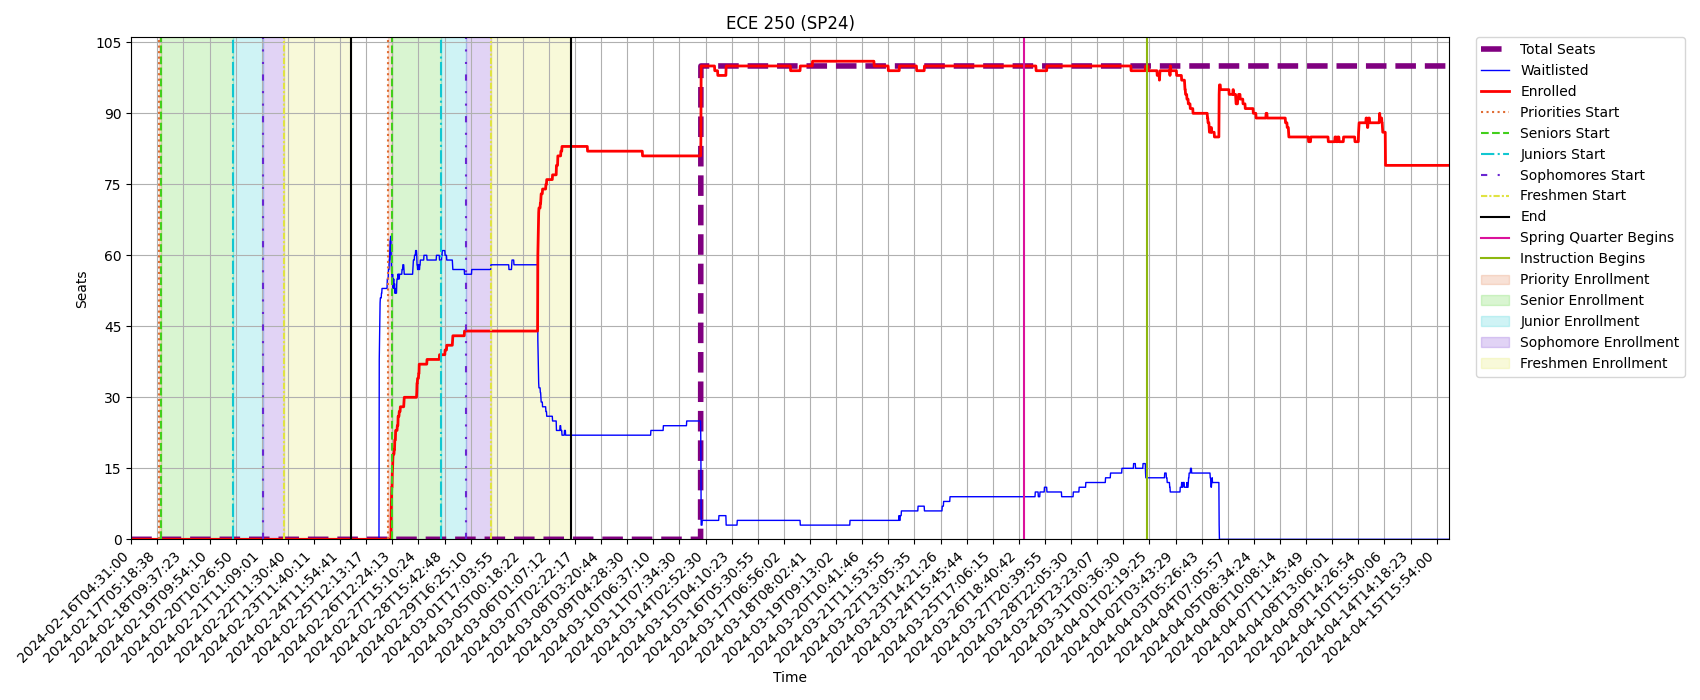 ECE 250 (SP24)
Seats
105
90
75
60
45
30
15
0
2024-02-16T04:31:00
2024-02-17T05:18:38
2024-02-18T09:37:23
2024-02-19T09:54:10
2024-02-20T10:26:50
2024-02-21T11:09:01
2024-02-22T11:30:40
2024-02-23T11:40:11
2024-02-24T11:54:41
2024-02-25T12:13:17
2024-02-26T12:24:13
2024-02-27T15:10:24
2024-02-28T15:42:48
2024-02-29T16:25:10
2024-03-01T17:03:55
2024-03-05T00:18:22
2024-03-06T01:07:12
2024-03-07T02:22:17
2024-03-08T03:20:44
2024-03-09T04:28:30
2024-03-10T06:37:10
2024-03-11T07:34:30
2024-03-14T02:52:30
2024-03-15T04:10:23
2024-03-16T05:30:55
2024-03-17T06:56:02
2024-03-18T08:02:41
2024-03-19T09:13:02
2024-03-20T10:41:46
2024-03-21T11:53:55
2024-03-22T13:05:35
2024-03-23T14:21:26
2024-03-24T15:45:44
2024-03-25T17:06:15
2024-03-26T18:40:42
2024-03-27T20:39:55
2024-03-28T22:05:30
2024-03-29T23:23:07
2024-03-31T00:36:30
2024-04-01T02:19:25
2024-04-02T03:43:29
2024-04-03T05:26:43
2024-04-04T07:05:57
2024-04-05T08:34:24
2024-04-06T10:08:14
2024-04-07T11:45:49
2024-04-08T13:06:01
2024-04-09T14:26:54
2024-04-10T15:50:06
2024-04-14T14:18:23
2024-04-15T15:54:00
Time
Total Seats
Waitlisted
Enrolled
Priorities Start
Seniors Start
Juniors Start
Sophomores Start
Freshmen Start
End
Spring Quarter Begins
Instruction Begins
Priority Enrollment
Senior Enrollment
Junior Enrollment
Sophomore Enrollment
Freshmen Enrollment